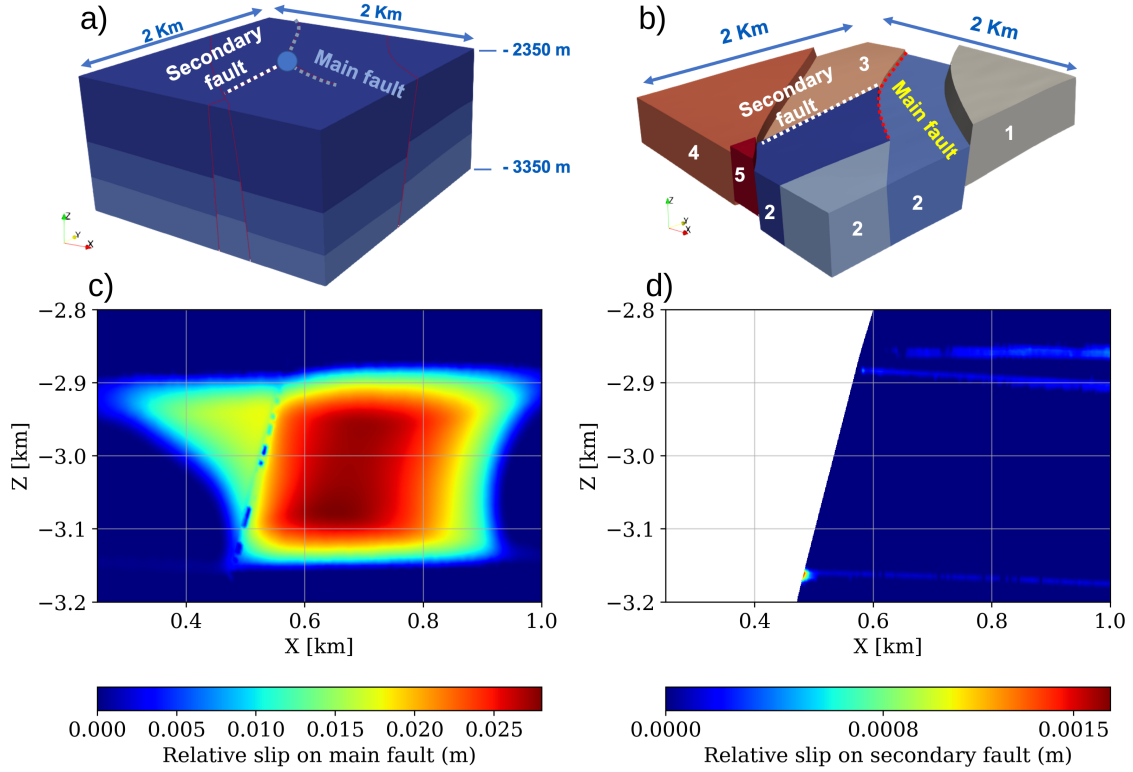 a)
2 Km
2 Km
Secondary
fault
Main fault
- 2350 m
- 3350 m
Z
Y
X
b)
2 Km
2 Km
3
Secondary
fault
Main fault
1
4
5
2
2
2
Z
Y
X
c)
−2.8
−2.9
−3.0
−3.1
−3.2
Z [km]
0.4
0.6
0.8
1.0
X [km]
0.000
0.005
0.010
0.015
0.020
0.025
Relative slip on main fault (m)
d)
−2.8
−2.9
−3.0
−3.1
−3.2
Z [km]
0.4
0.6
0.8
1.0
X [km]
0.0000
0.0008
0.0015
Relative slip on secondary fault (m)